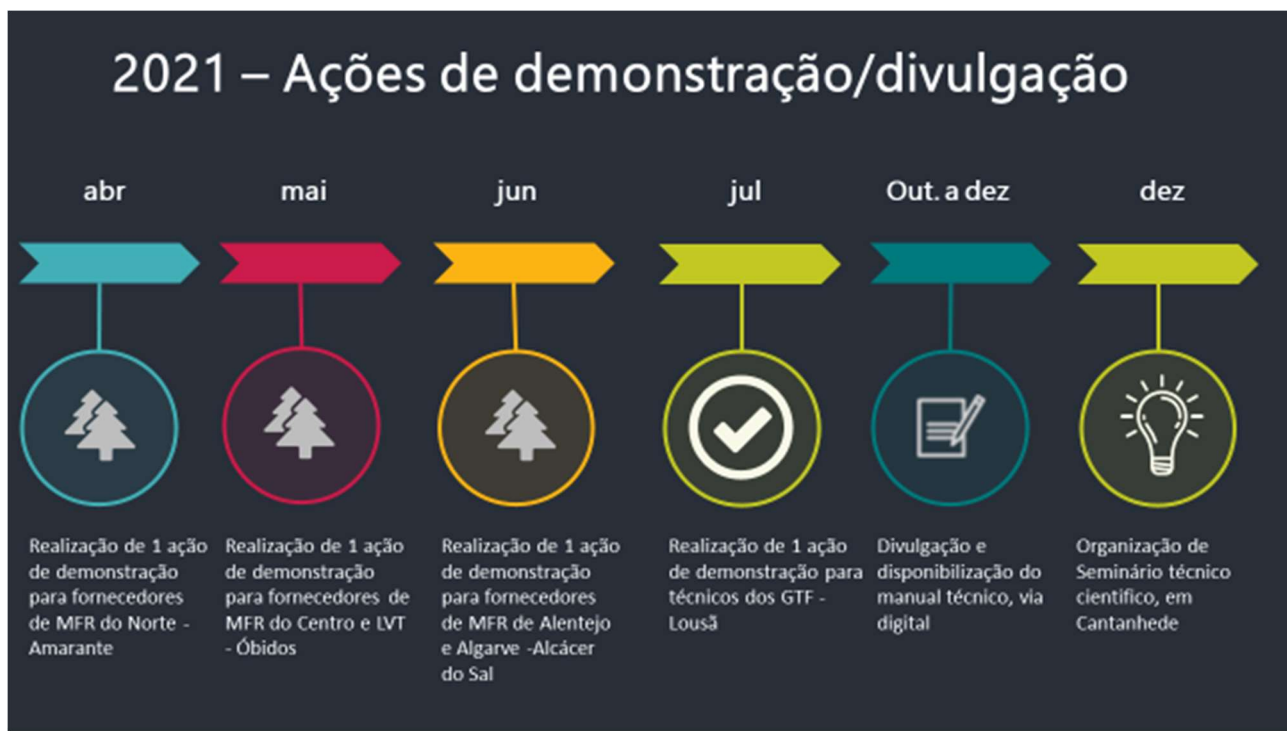 2021 – Ações de demonstração/divulgação
abr
mai
jun
jul
Out. a dez
dez
Realização de 1 ação
de demonstração
para fornecedores
de MFR do Norte -
Amarante
Realização de 1 ação
de demonstração
para fornecedores de
MFR do Centro e LVT
- Óbidos
Realização de 1 ação
de demonstração
para fornecedores
de MFR de Alentejo
e Algarve -Alcácer
do Sal
Realização de 1 ação
de demonstração para
técnicos dos GTF -
Lousã
Divulgação e
disponibilização do
manual técnico, via
digital
Organização de
Seminário técnico
científico, em
Cantanhede